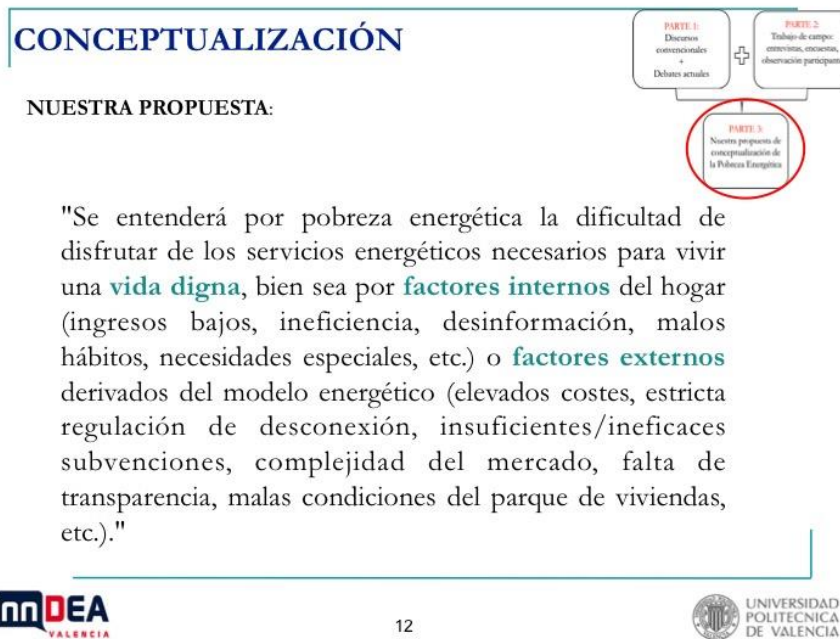 CONCEPTUALIZACIÓN
PARTE 1:
Discursos
convencionales
+
Debates actuales
PARTE 2:
Trabajo de campo:
entrevistas, encuestas,
observación participante
PARTE 3:
Nuestra propuesta de
conceptualización de
la Pobreza Energética
NUESTRA PROPUESTA:
"Se entenderá por pobreza energética la dificultad de
disfrutar de los servicios energéticos necesarios para vivir
una vida digna, bien sea por factores internos del hogar
(ingresos bajos, ineficiencia, desinformación, malos
hábitos, necesidades especiales, etc.) o factores externos
derivados del modelo energético (elevados costes, estricta
regulación de desconexión, insuficientes/ineficaces
subvenciones, complejidad del mercado, falta de
transparencia, malas condiciones del parque de viviendas,
etc.)."
DEA
VALENCIA
12
UNIVERSIDAD
POLITECNICA
DE VALENCIA